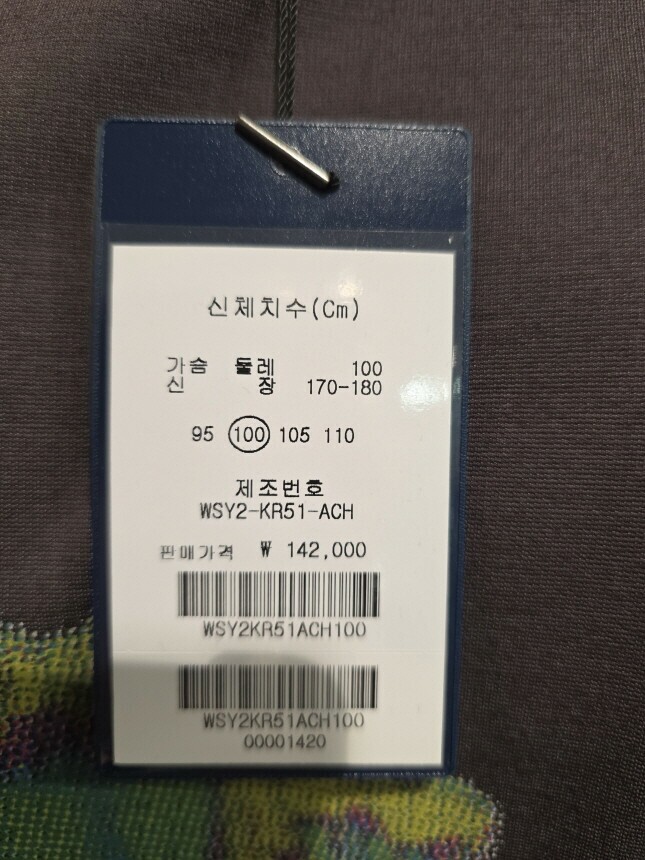 신체치수(Cm)
가슴 둘레 100
신 장 170-180
95 100 105 110
제조번호
WSY2-KR51-ACH
판매가격 ₩ 142,000
WSY2KR51ACH100
WSY2KR51ACH100
00001420